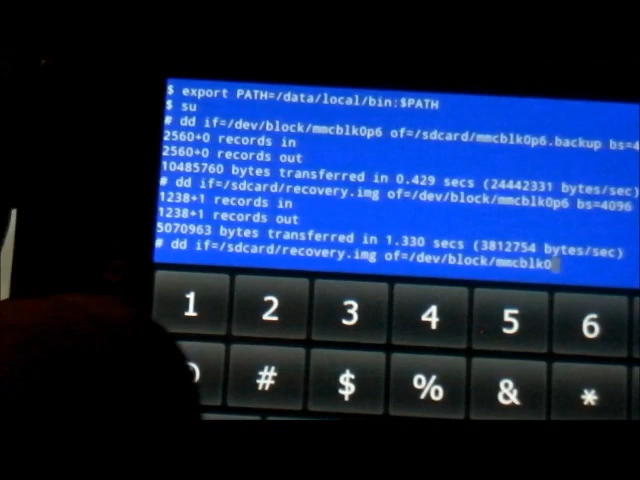 $ export PATH=/data/local/bin:$PATH
$ su
# dd if=/dev/block/mmcblk0p6 of=/sdcard/mmcblk0p6.backup bs=4
2560+0 records in
2560+0 records out
10485760 bytes transferred in 0.429 secs (24442331 bytes/sec)
# dd if=/sdcard/recovery.img of=/dev/block/mmcblk0p6 bs=4096
1238+1 records in
1238+1 records out
5070963 bytes transferred in 1.330 secs (3812754 bytes/sec)
# dd if=/sdcard/recovery.img of=/dev/block/mmcblk0
1 2 3 4 5 6
# $ % & *